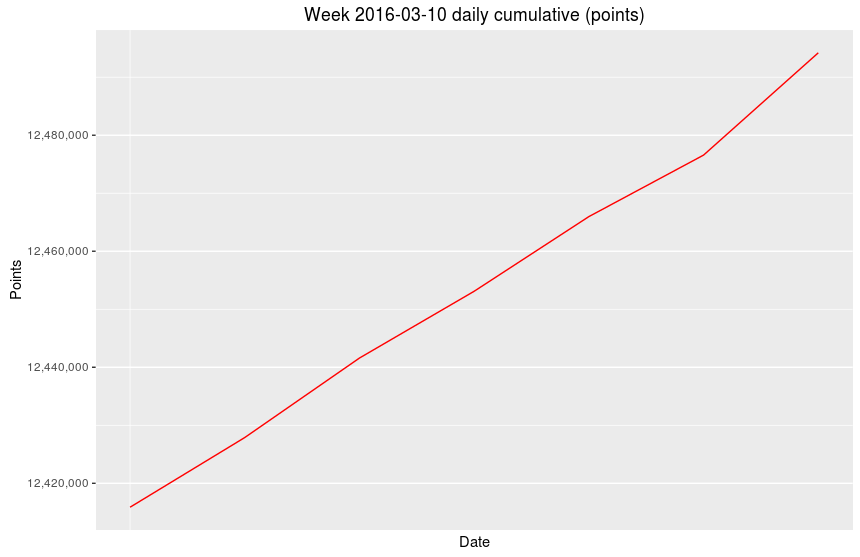 Week 2016-03-10 daily cumulative (points)
12,480,000
12,460,000
Points
12,440,000
12,420,000
Date